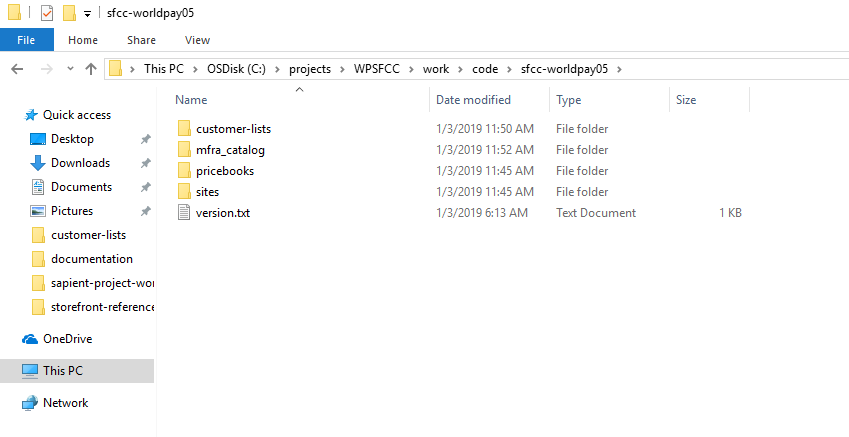 sfcc-worldpay05
File Home Share View
This PC OSDisk (C:) projects WPSFCC work code sfcc-worldpay05
Name Date modified Type Size
Quick access
Desktop
Downloads
Documents
Pictures
customer-lists
documentation
sapient-project-wor
storefront-reference
OneDrive
This PC
Network
customer-lists 1/3/2019 11:50 AM File folder
mfra_catalog 1/3/2019 11:52 AM File folder
pricebooks 1/3/2019 11:45 AM File folder
sites 1/3/2019 11:45 AM File folder
version.txt 1/3/2019 6:13 AM Text Document 1 KB